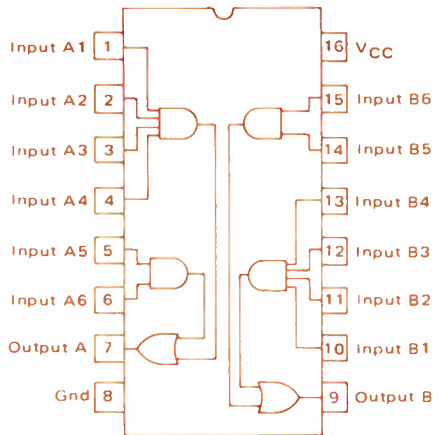 Input A1 1
16 VCC
Input A2 2
15 Input B6
Input A3 3
14 Input B5
Input A4 4
13 Input B4
Input A5 5
12 Input B3
Input A6 6
11 Input B2
Output A 7
10 Input B1
Gnd 8
9 Output B